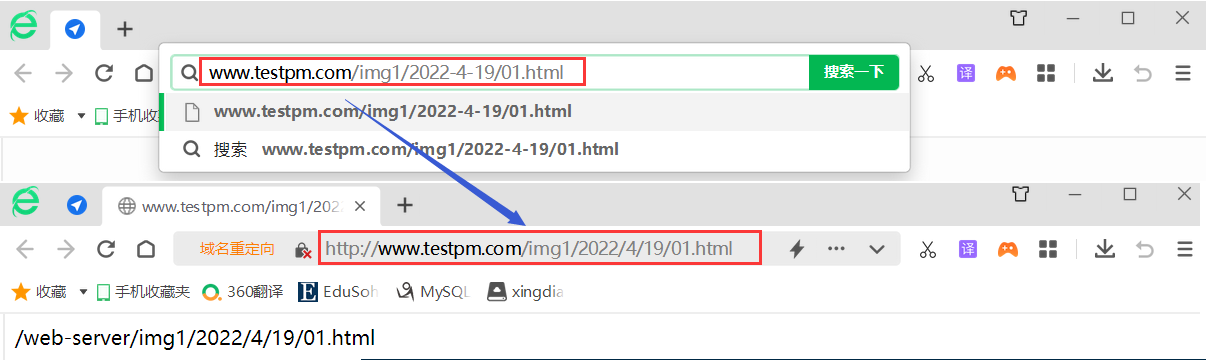 www.testpm.com/img1/2022-4-19/01.html
搜索一下
译
收藏
手机收
www.testpm.com/img1/2022-4-19/01.html
搜索 www.testpm.com/img1/2022-4-19/01.html
www.testpm.com/img1/202
域名重定向
http://www.testpm.com/img1/2022/4/19/01.html
译
收藏
手机收藏夹
360翻译
EduSoh
MySQL
xingdia
/web-server/img1/2022/4/19/01.html